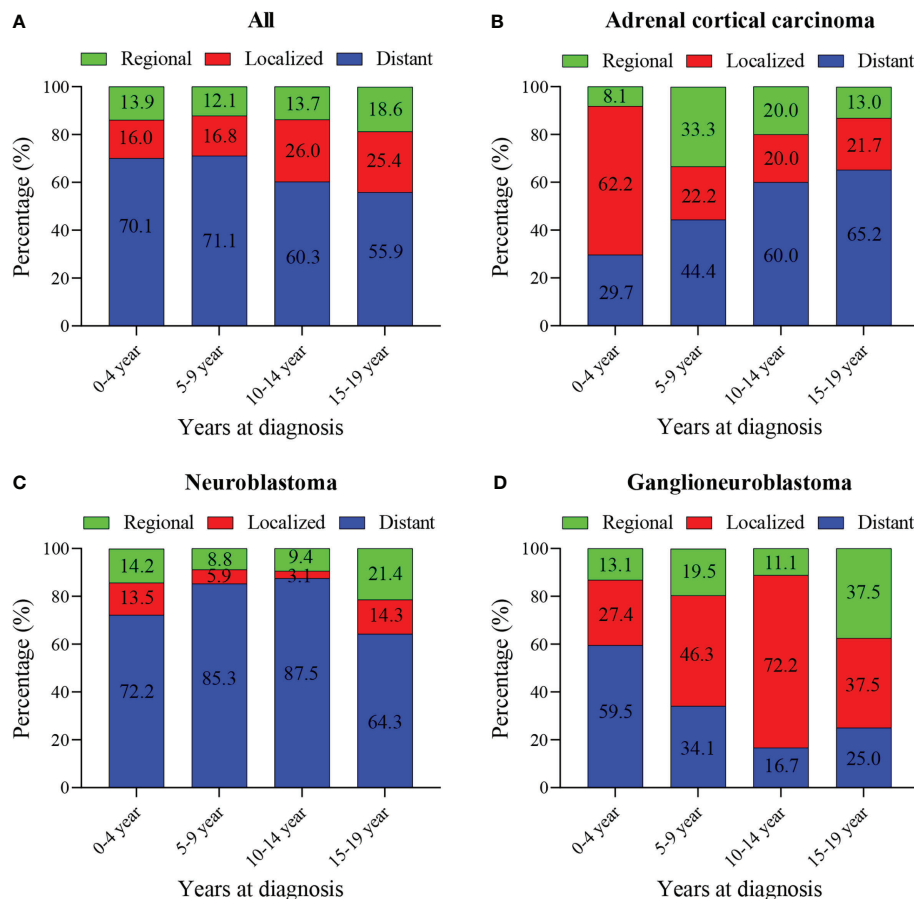 A
All
Regional Localized Distant
Percentage (%)
100
80
60
40
20
0
13.9 12.1 13.7 18.6
16.0 16.8 26.0 25.4
70.1 71.1 60.3 55.9
0-4 year 5-9 year 10-14 year 15-19 year
Years at diagnosis
B
Adrenal cortical carcinoma
Regional Localized Distant
Percentage (%)
100
80
60
40
20
0
8.1 33.3 20.0 13.0
62.2 22.2 20.0 21.7
29.7 44.4 60.0 65.2
0-4 year 5-9 year 10-14 year 15-19 year
Years at diagnosis
C
Neuroblastoma
Regional Localized Distant
Percentage (%)
100
80
60
40
20
0
14.2 8.8 9.4 21.4
13.5 5.9 3.1 14.3
72.2 85.3 87.5 64.3
0-4 year 5-9 year 10-14 year 15-19 year
Years at diagnosis
D
Ganglioneuroblastoma
Regional Localized Distant
Percentage (%)
100
80
60
40
20
0
13.1 19.5 11.1 37.5
27.4 46.3 72.2 37.5
59.5 34.1 16.7 25.0
0-4 year 5-9 year 10-14 year 15-19 year
Years at diagnosis